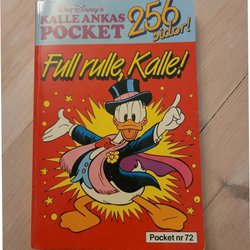 Walt Disney's
KALLE ANKAS
POCKET
256
sidor!
Full rulle, Kalle!
Pocket nr 72